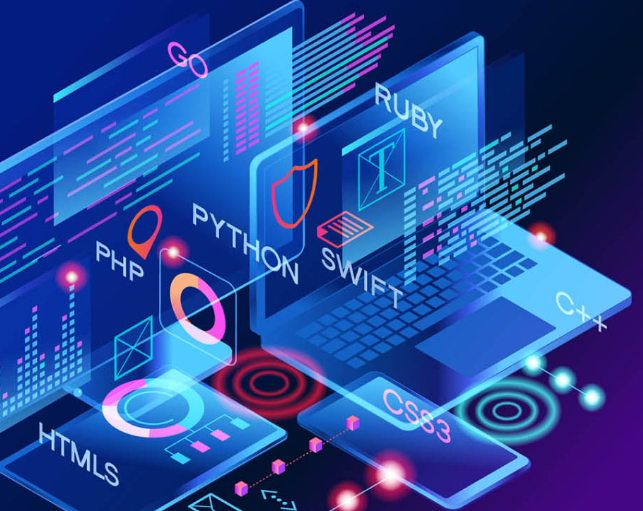 GO
RUBY
T
PYTHON
PHP
SWIFT
C++
CSS3
HTMLS